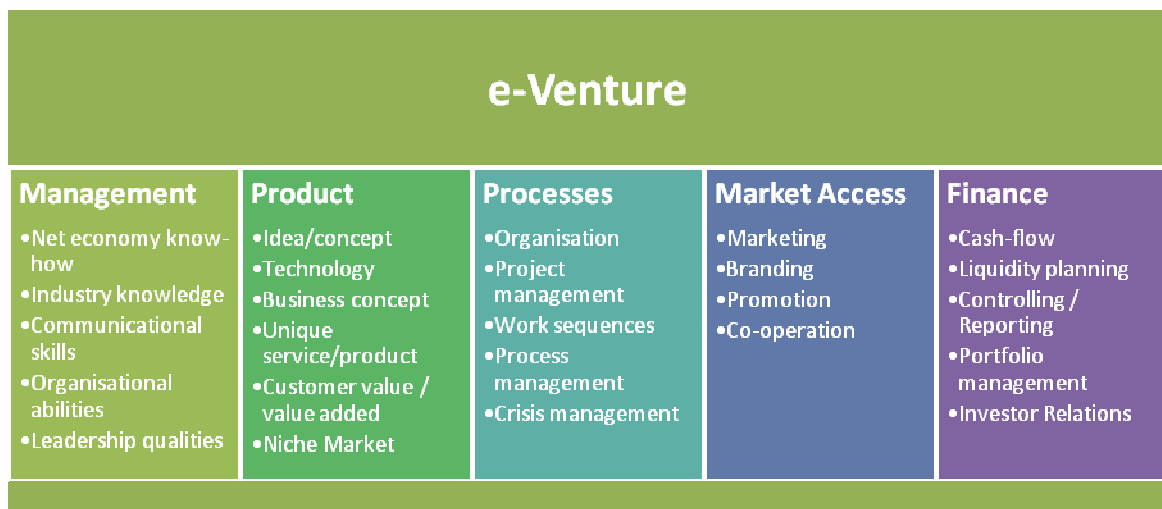 e-Venture
Management
•Net economy know-
how
•Industry knowledge
•Communicational
skills
•Organisational
abilities
•Leadership qualities
Product
•Idea/concept
•Technology
•Business concept
•Unique
service/product
•Customer value /
value added
•Niche Market
Processes
•Organisation
•Project
management
•Work sequences
•Process
management
•Crisis management
Market Access
•Marketing
•Branding
•Promotion
•Co-operation
Finance
•Cash-flow
•Liquidity planning
•Controlling /
Reporting
•Portfolio
management
•Investor Relations